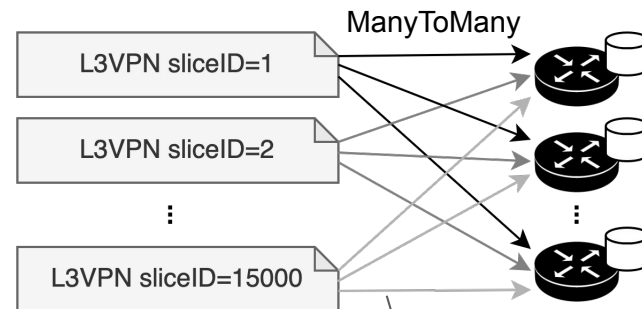 ManyToMany
L3VPN sliceID=1
L3VPN sliceID=2
...
...
L3VPN sliceID=15000